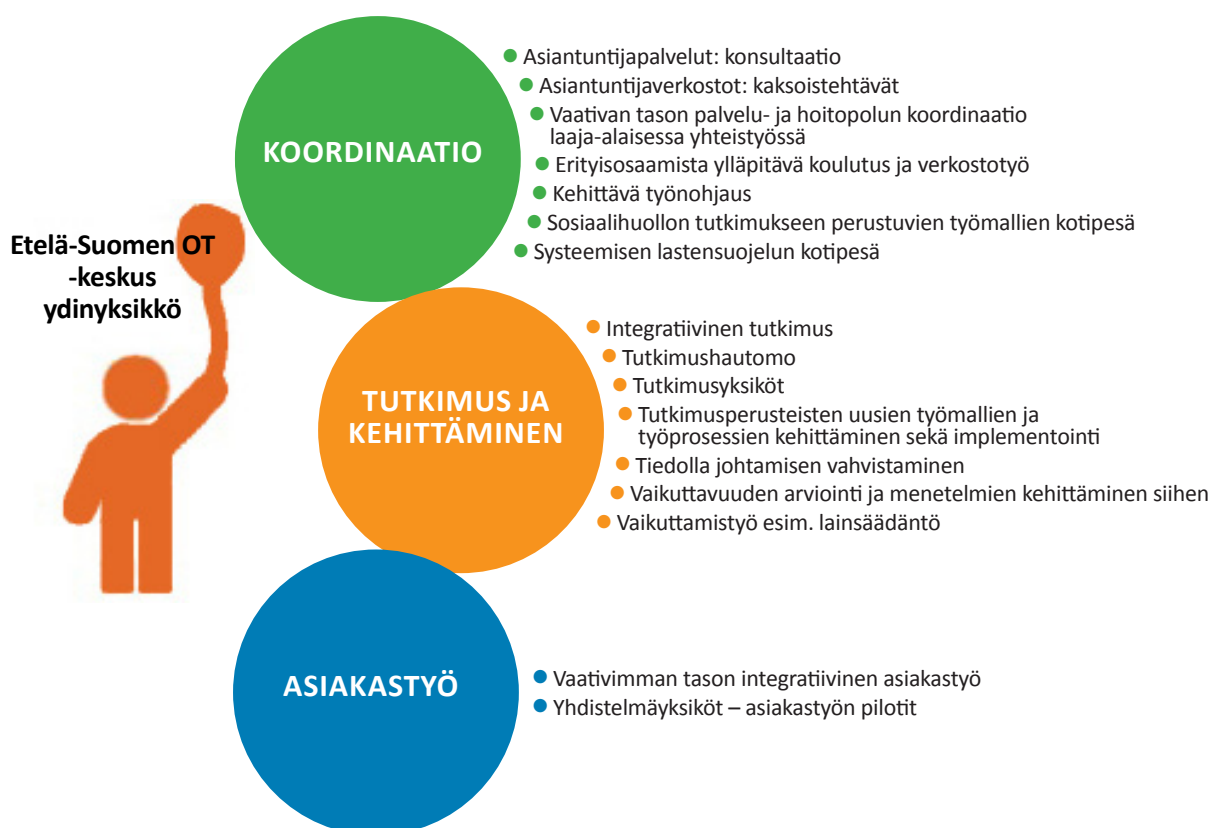 Etelä-Suomen OT
-keskus
ydinyksikkö
KOORDINAATIO
Asiantuntijapalvelut: konsultaatio
Asiantuntijaverkostot: kaksoistehtävät
Vaativan tason palvelu- ja hoitopolun koordinaatio
laaja-alaisessa yhteistyössä
Erityisosaamista ylläpitävä koulutus ja verkostotyö
Kehittävä työnohjaus
Sosiaalihuollon tutkimukseen perustuvien työmallien kotipesä
Systeemisen lastensuojelun kotipesä
TUTKIMUS JA
KEHITTÄMINEN
Integratiivinen tutkimus
Tutkimushautomo
Tutkimusyksiköt
Tutkimusperusteisten uusien työmallien ja
työprosessien kehittäminen sekä implementointi
Tiedolla johtamisen vahvistaminen
Vaikuttavuuden arviointi ja menetelmien kehittäminen siihen
Vaikuttamistyö esim. lainsäädäntö
ASIAKASTYÖ
Vaativimman tason integratiivinen asiakastyö
Yhdistelmäyksiköt – asiakastyön pilotit